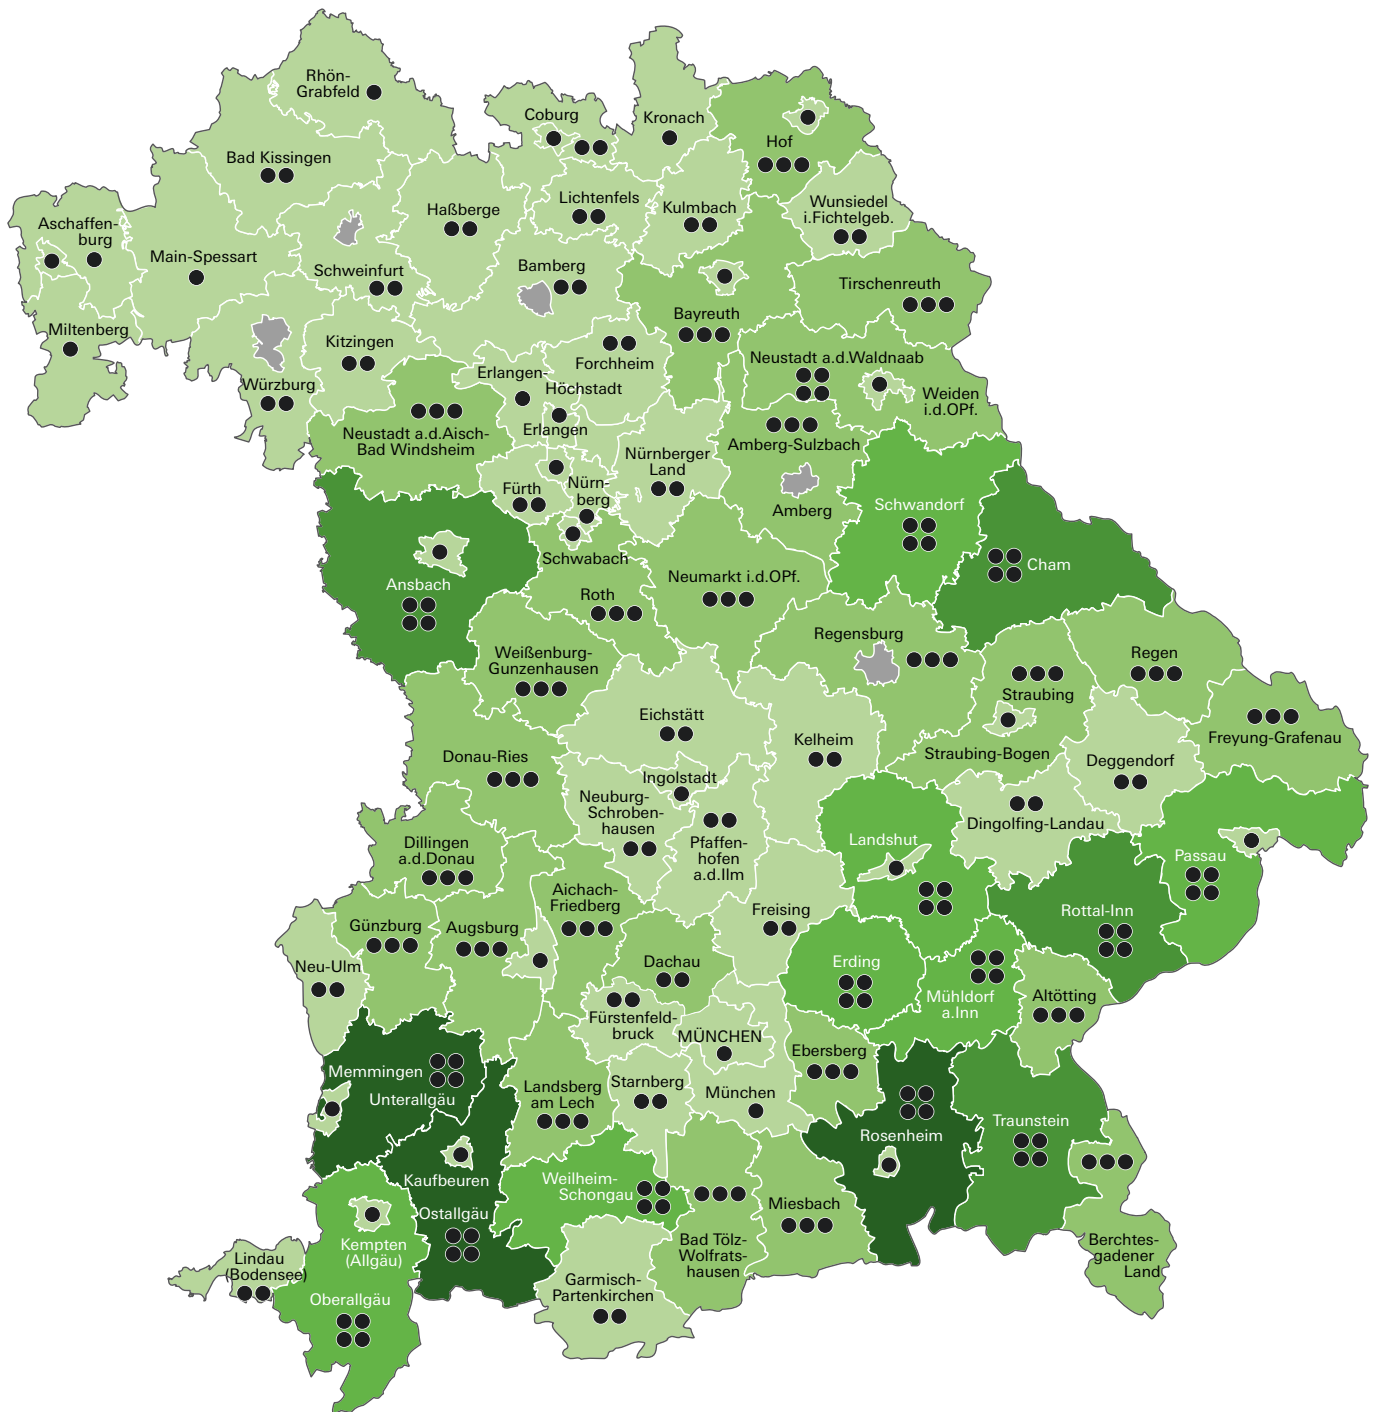 Rhön-
Grabfeld
Coburg
Kronach
Hof
Bad Kissingen
Lichtenfels
Kulmbach
Wunsiedel
i.Fichtelgeb.
Haßberge
Aschaffen-
burg
Main-Spessart
Schweinfurt
Bamberg
Tirschenreuth
Bayreuth
Miltenberg
Kitzingen
Forchheim
Neustadt a.d.Waldnaab
Würzburg
Erlangen-
Höchstadt
Weiden
i.d.OPf.
Erlangen
Neustadt a.d.Aisch-
Bad Windsheim
Amberg-Sulzbach
Nürnberger
Land
Fürth
Nürn-
berg
Amberg
Schwandorf
Schwabach
Cham
Ansbach
Neumarkt i.d.OPf.
Roth
Regensburg
Weißenburg-
Gunzenhausen
Regen
Straubing
Eichstätt
Kelheim
Freyung-Grafenau
Straubing-Bogen
Donau-Ries
Deggendorf
Ingolstadt
Neuburg-
Schroben-
hausen
Dingolfing-Landau
Dillingen
a.d.Donau
Pfaffen-
hofen
a.d.Ilm
Landshut
Passau
Aichach-
Friedberg
Freising
Rottal-Inn
Günzburg
Augsburg
Neu-Ulm
Dachau
Erding
Mühldorf
a.Inn
Altötting
Fürstenfeld-
bruck
MÜNCHEN
Ebersberg
Memmingen
Unterallgäu
Landsberg
am Lech
Starnberg
München
Traunstein
Rosenheim
Kaufbeuren
Weilheim-
Schongau
Ostallgäu
Miesbach
Kempten
(Allgäu)
Bad Tölz-
Wolfrats-
hausen
Berchtes-
gadener
Land
Lindau
(Bodensee)
Garmisch-
Partenkirchen
Oberallgäu